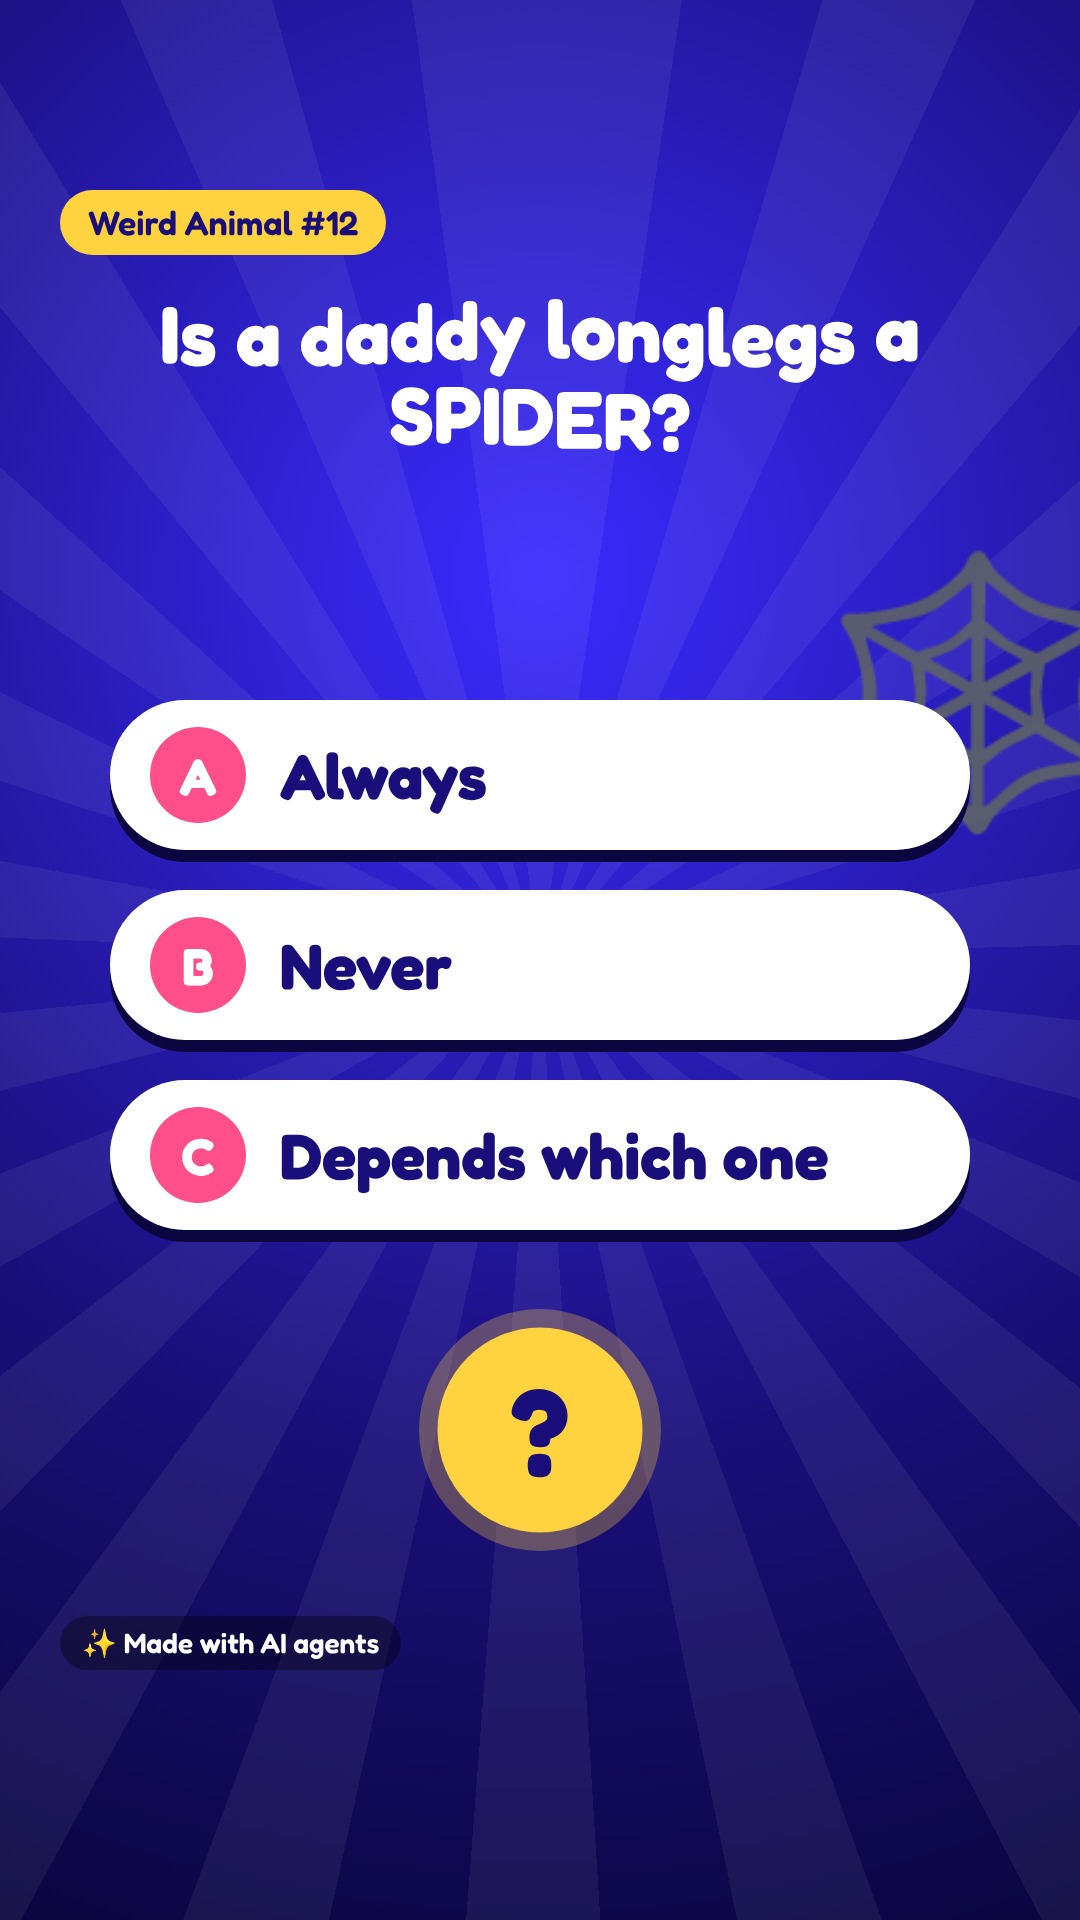 Weird Animal #12
Is a daddy longlegs a
SPIDER?
A Always
B Never
C Depends which one
?
✨ Made with AI agents